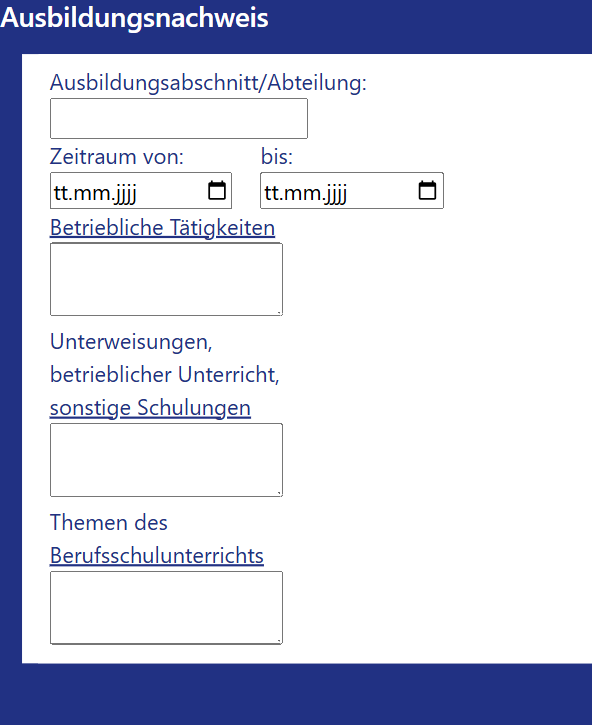 Ausbildungsnachweis
Ausbildungsabschnitt/Abteilung:
Zeitraum von: bis:
tt.mm.jjjj tt.mm.jjjj
Betriebliche Tätigkeiten
Unterweisungen,
betrieblicher Unterricht,
sonstige Schulungen
Themen des
Berufsschulunterrichts